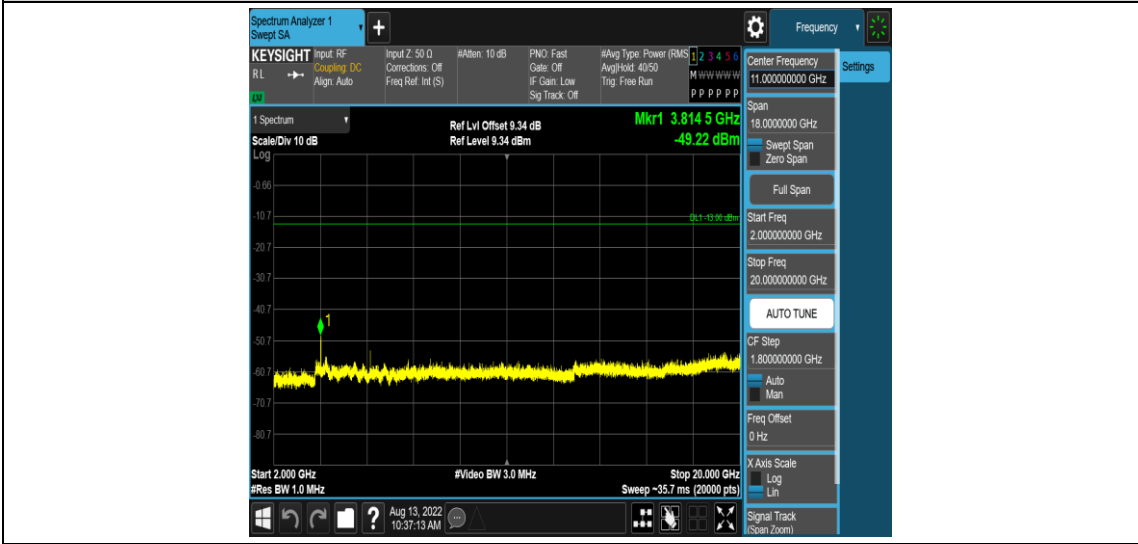 Spectrum Analyzer 1
Swept SA
+
Frequency
KEYSIGHT
RL
LXI
Input: RF
Coupling: DC
Align: Auto
Input Z: 50 Ω
Corrections: Off
Freq Ref: Int (S)
#Atten: 10 dB
PNO: Fast
Gate: Off
IF Gain: Low
Sig Track: Off
#Avg Type: Power (RMS
Avg|Hold: 40/50
Trig: Free Run
1 2 3 4 5 6
M W W W W W
P P P P P P
1 Spectrum
Scale/Div 10 dB
Log
Ref Lvl Offset 9.34 dB
Ref Level 9.34 dBm
Mkr1 3.814 5 GHz
-49.22 dBm
-0.66
-10.7
DL1 -13.00 dBm
-20.7
-30.7
-40.7
1
-50.7
-60.7
-70.7
-80.7
Start 2.000 GHz
#Res BW 1.0 MHz
#Video BW 3.0 MHz
Stop 20.000 GHz
Sweep ~35.7 ms (20000 pts)
?
Aug 13, 2022
10:37:13 AM
Center Frequency
11.000000000 GHz
Settings
Span
18.0000000 GHz
Swept Span
Zero Span
Full Span
Start Freq
2.000000000 GHz
Stop Freq
20.000000000 GHz
AUTO TUNE
CF Step
1.800000000 GHz
Auto
Man
Freq Offset
0 Hz
X Axis Scale
Log
Lin
Signal Track
(Span Zoom)